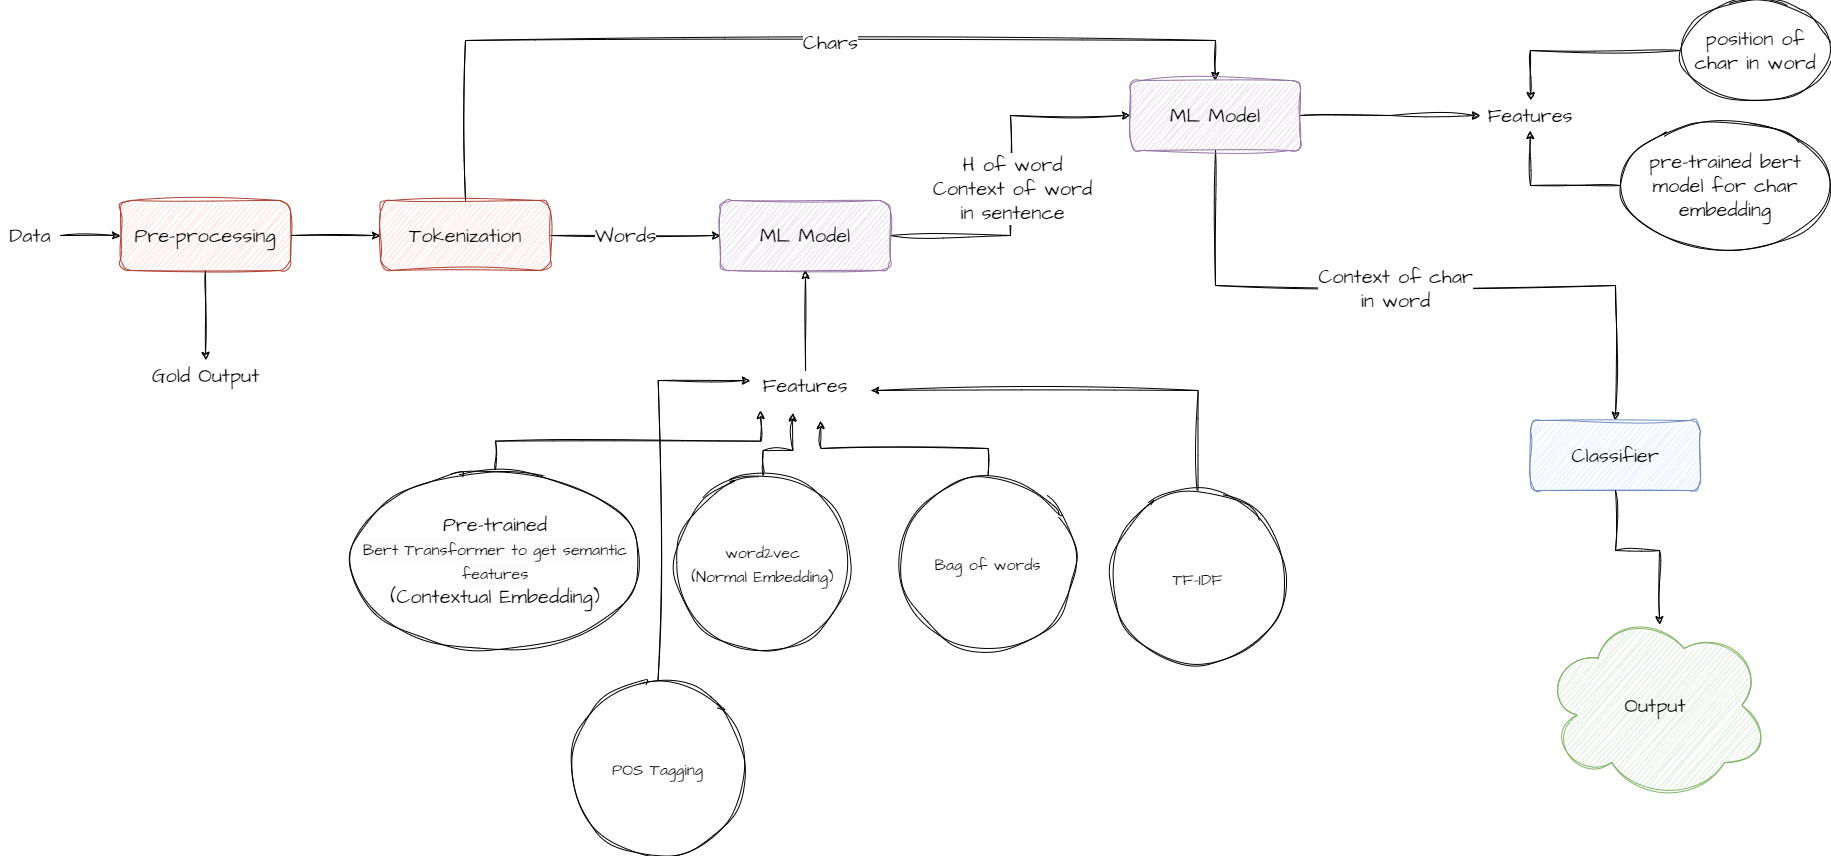 Chars
position of
char in word
ML Model
Features
H of word
Context of word
in sentence
pre-trained bert
model for char
embedding
Data
Pre-processing
Tokenization
Words
ML Model
Context of char
in word
Gold Output
Features
Classifier
Pre-trained
Bert Transformer to get semantic
features
(Contextual Embedding)
word2vec
(Normal Embedding)
Bag of words
TF-IDF
Output
POS Tagging